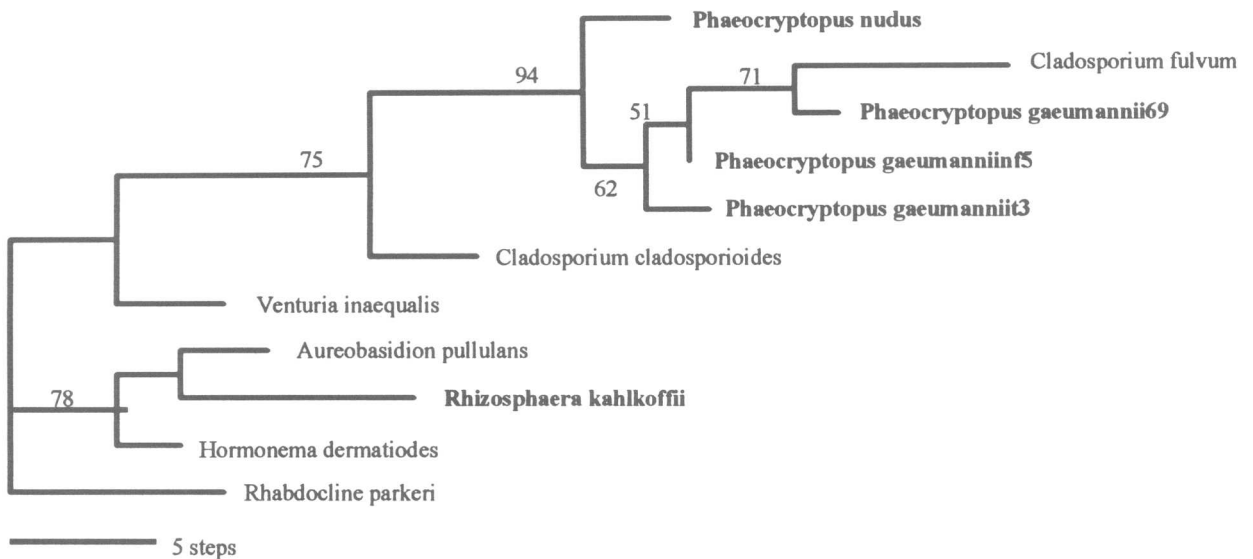 Phaeocryptopus nudus
94
Cladosporium fulvum
71
Phaeocryptopus gaeumannii69
51
75
Phaeocryptopus gaeumanniinf5
62
Phaeocryptopus gaeumanniit3
Cladosporium cladosporioides
Venturia inaequalis
Aureobasidion pullulans
78
Rhizosphaera kahlkoffii
Hormonema dermatiodes
Rhabdocline parkeri
5 steps